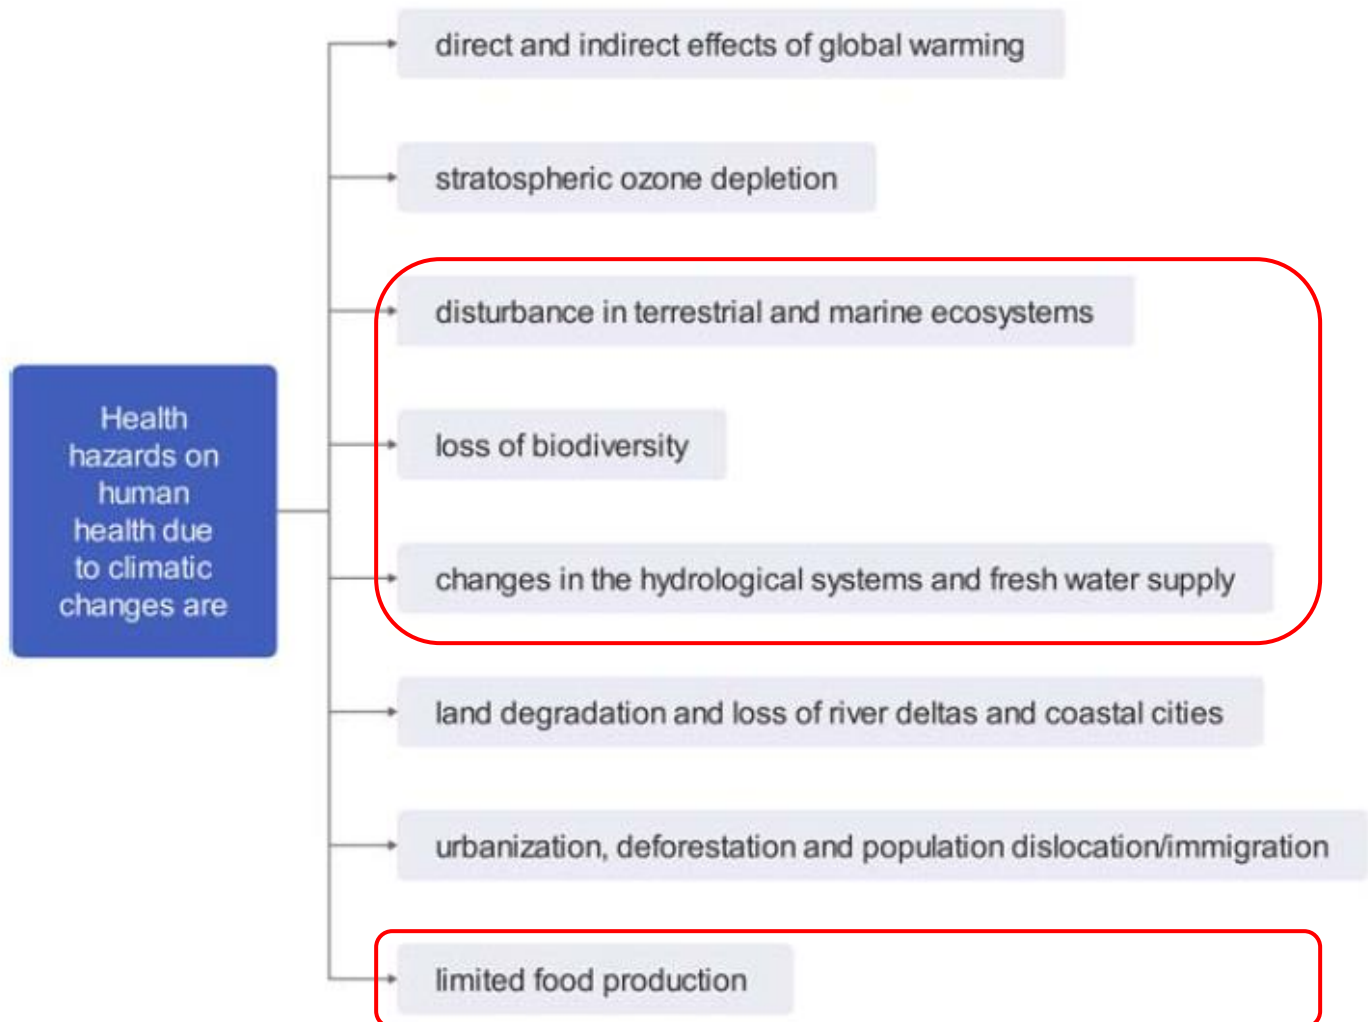 direct and indirect effects of global warming
stratospheric ozone depletion
disturbance in terrestrial and marine ecosystems
Health
hazards on
human
health due
to climatic
changes are
loss of biodiversity
changes in the hydrological systems and fresh water supply
land degradation and loss of river deltas and coastal cities
urbanization, deforestation and population dislocation/immigration
limited food production